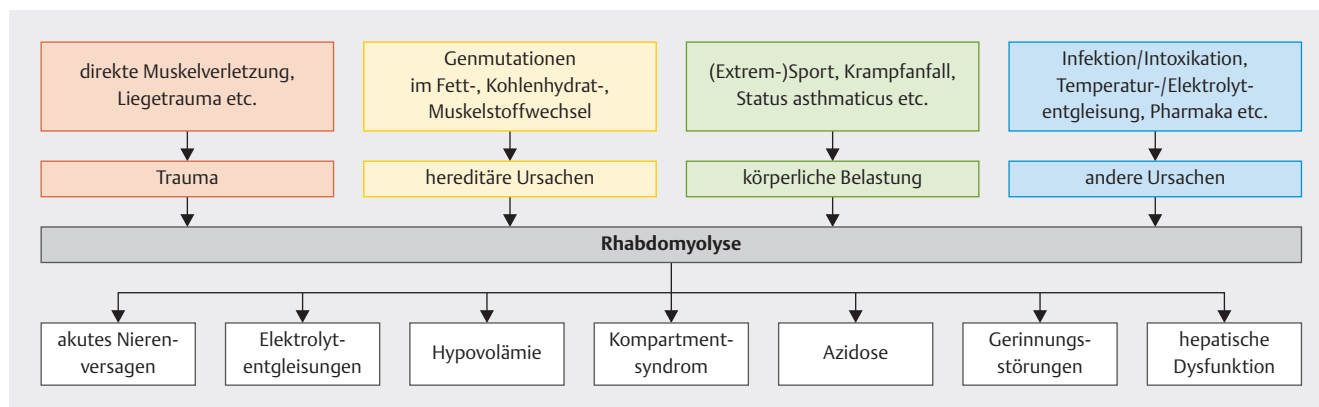 direkte Muskelverletzung,
Liegetrauma etc.
Genmutationen
im Fett-, Kohlenhydrat-,
Muskelstoffwechsel
(Extrem-)Sport, Krampfanfall,
Status asthmaticus etc.
Infektion/Intoxikation,
Temperatur-/Elektrolyt-
entgleisung, Pharmaka etc.
Trauma
hereditäre Ursachen
körperliche Belastung
andere Ursachen
Rhabdomyolyse
akutes Nieren-
versagen
Elektrolyt-
entgleisungen
Hypovolämie
Kompartment-
syndrom
Azidose
Gerinnungs-
störungen
hepatische
Dysfunktion